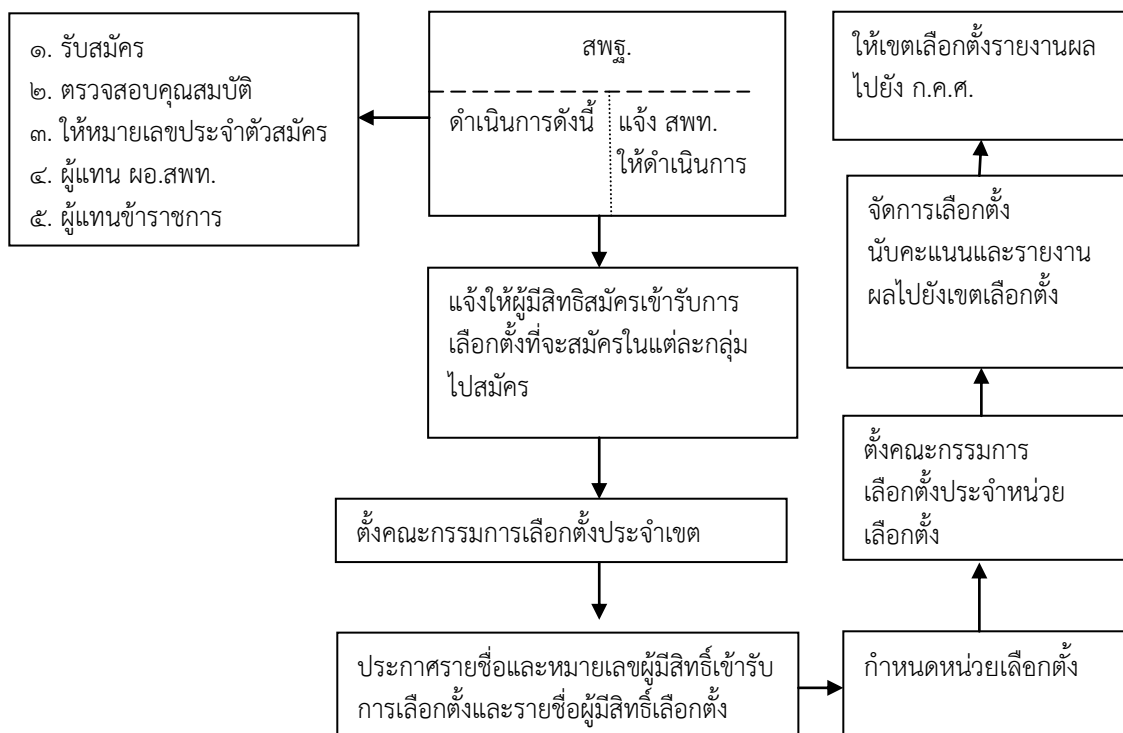 ๑. รับสมัคร
๒. ตรวจสอบคุณสมบัติ
๓. ให้หมายเลขประจำตัวสมัคร
๔. ผู้แทน ผอ.สพท.
๕. ผู้แทนข้าราชการ
สพฐ.
ดำเนินการดังนี้
แจ้ง สพท.
ให้ดำเนินการ
แจ้งให้ผู้มีสิทธิสมัครเข้ารับการ
เลือกตั้งที่จะสมัครในแต่ละกลุ่ม
ไปสมัคร
ตั้งคณะกรรมการเลือกตั้งประจำเขต
ประกาศรายชื่อและหมายเลขผู้มีสิทธิ์เข้ารับ
การเลือกตั้งและรายชื่อผู้มีสิทธิ์เลือกตั้ง
กำหนดหน่วยเลือกตั้ง
ตั้งคณะกรรมการ
เลือกตั้งประจำหน่วย
เลือกตั้ง
จัดการเลือกตั้ง
นับคะแนนและรายงาน
ผลไปยังเขตเลือกตั้ง
ให้เขตเลือกตั้งรายงานผล
ไปยัง ก.ค.ศ.